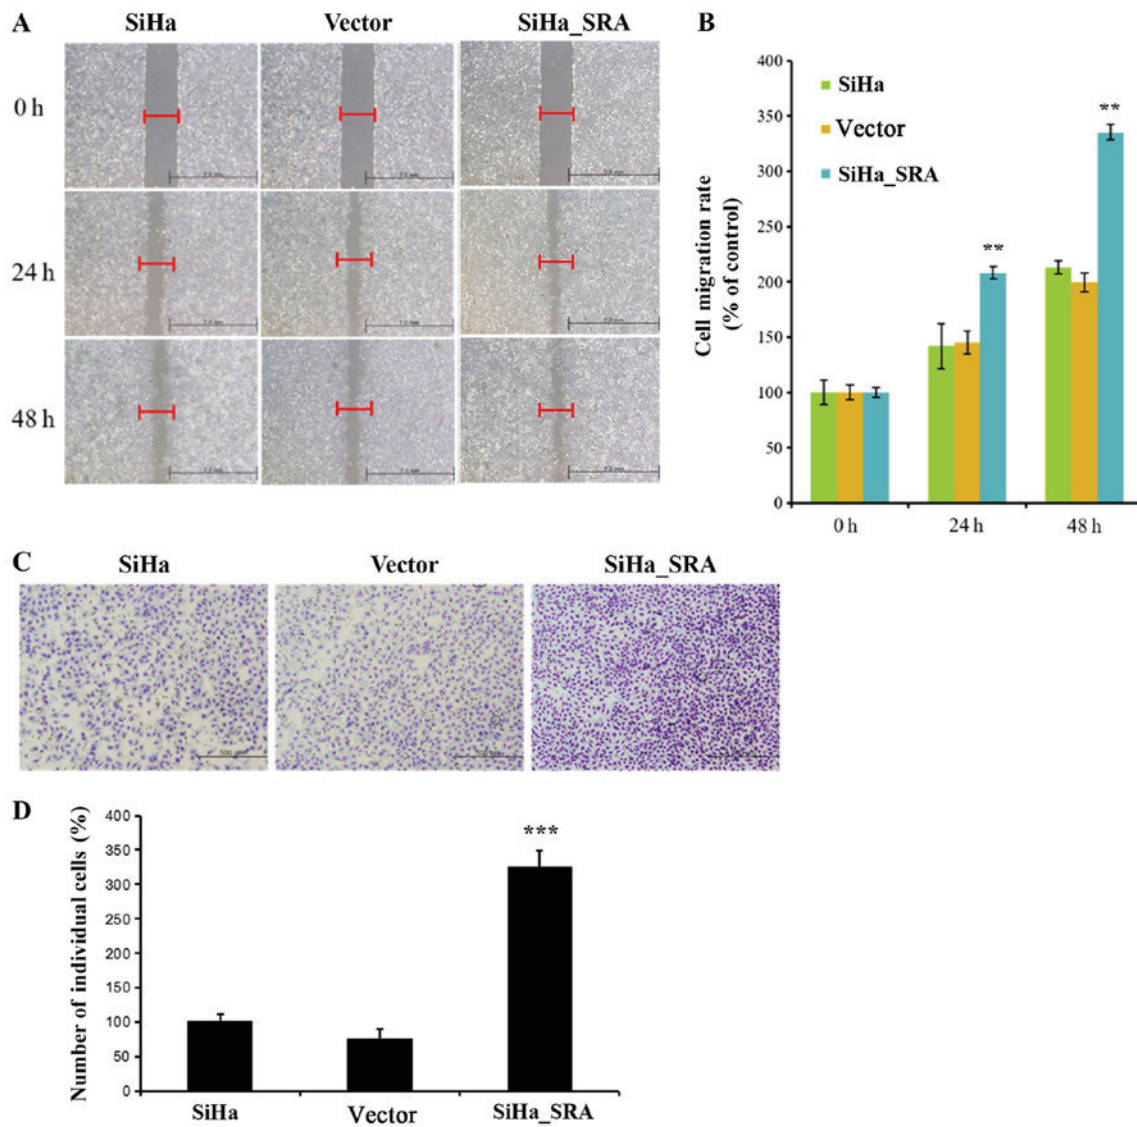 A
SiHa
Vector
SiHa_SRA
0 h
24 h
48 h
B
Cell migration rate
(% of control)
400
350
300
250
200
150
100
50
0
SiHa
Vector
SiHa_SRA
**
**
0 h
24 h
48 h
C
SiHa
Vector
SiHa_SRA
D
Number of individual cells (%)
400
350
300
250
200
150
100
50
0
***
SiHa
Vector
SiHa_SRA